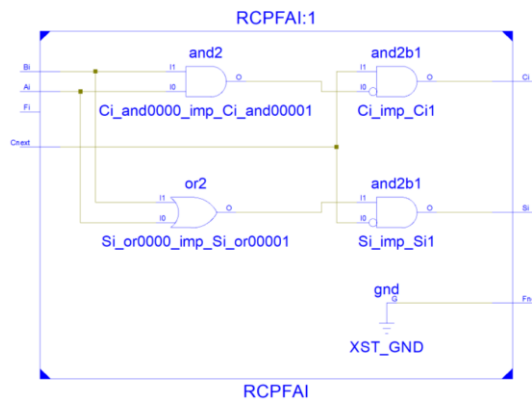 RCPFAI:1
and2
and2b1
Bi
I1
I1
Ai
I0
O
I0
O
Ci
Fi
Ci_and0000_imp_Ci_and00001
Ci_imp_Ci1
Cnext
or2
and2b1
I1
I1
I0
O
I0
O
Si
Si_or0000_imp_Si_or00001
Si_imp_Si1
gnd
G
XST_GND
RCPFAI